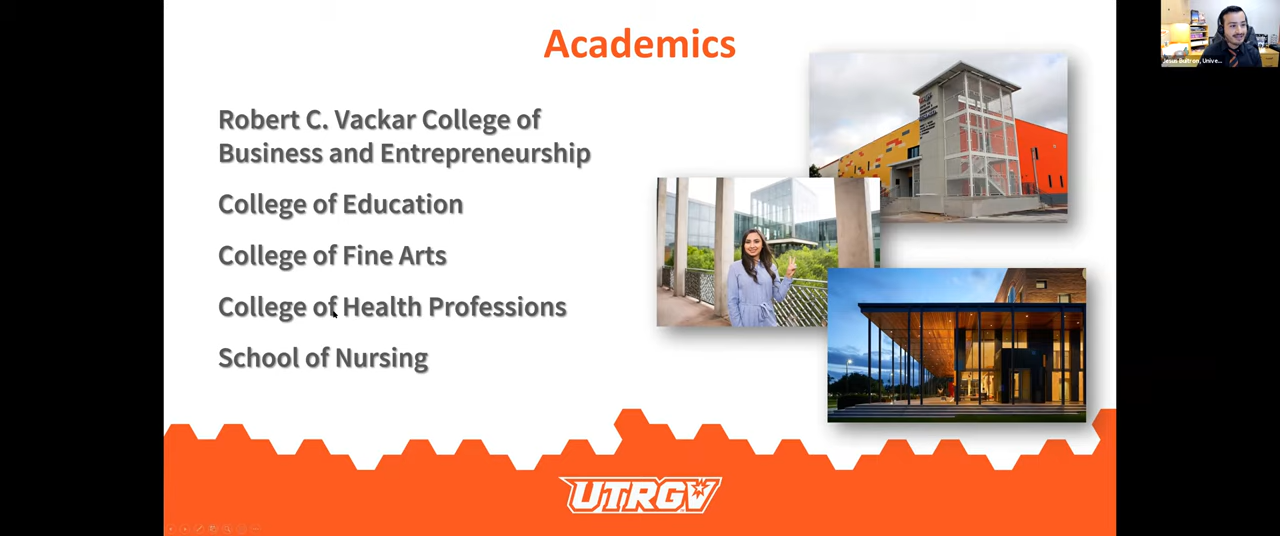 Academics
Robert C. Vackar College of
Business and Entrepreneurship
College of Education
College of Fine Arts
College of Health Professions
School of Nursing
UTRGV